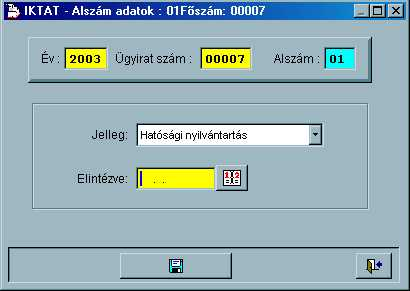 IKTAT - Alszám adatok : 01Főszám: 00007
Év : 2003 Ügyirat szám : 00007 Alszám : 01
Jelleg: Hatósági nyilvántartás
Elintézve: . .